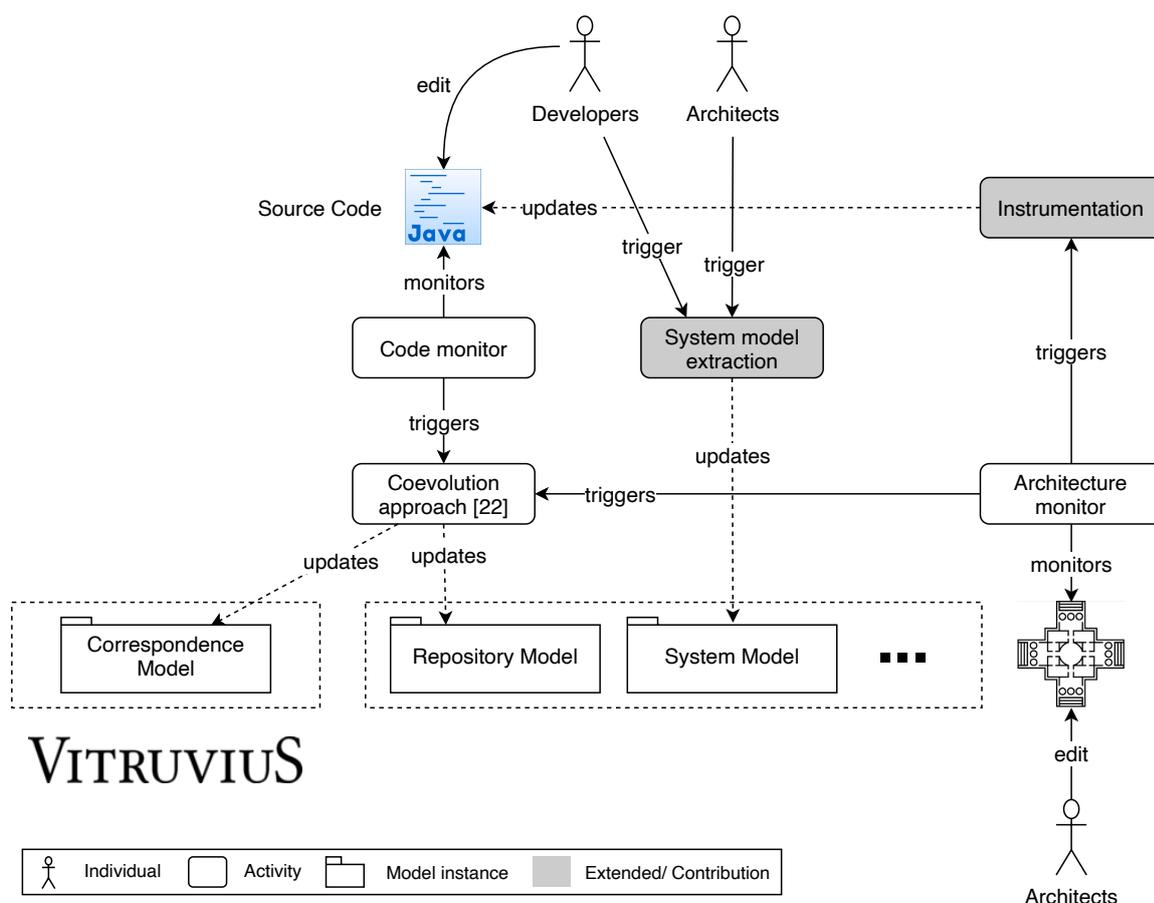 edit
Developers
Architects
Source Code
Java
updates
Instrumentation
trigger
trigger
monitors
Code monitor
System model
extraction
triggers
triggers
updates
Coevolution
approach [22]
triggers
Architecture
monitor
updates
updates
monitors
Correspondence
Model
Repository Model
System Model
VITRUVIUS
edit
Individual
Activity
Model instance
Extended/ Contribution
Architects